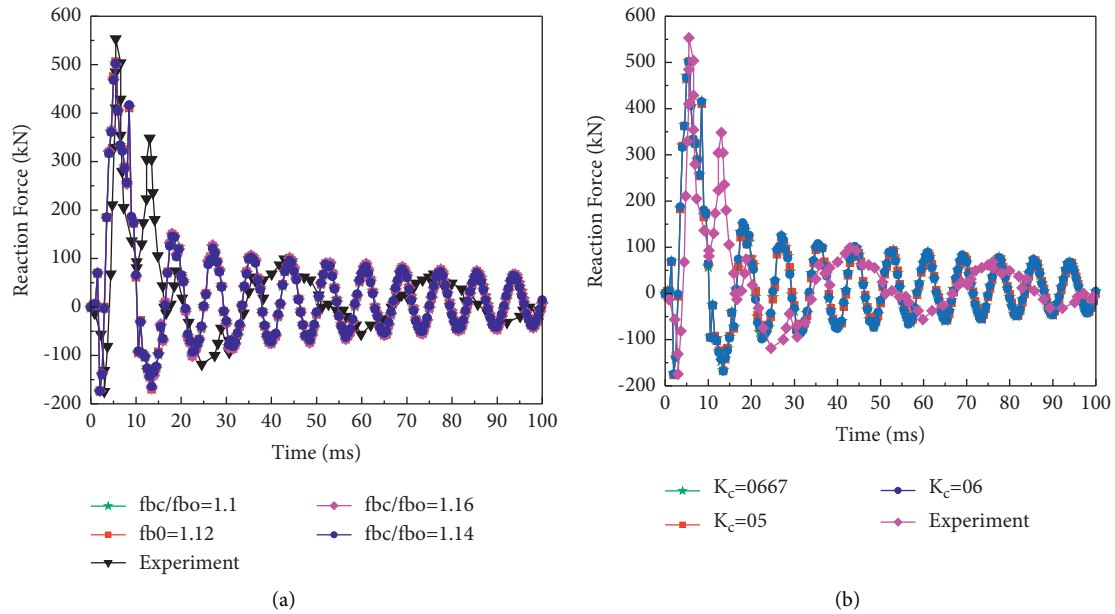 600
500
400
300
200
100
0
-100
-200
Reaction Force (kN)
0 10 20 30 40 50 60 70 80 90 100
Time (ms)
fbc/fbo=1.1
fbc/fbo=1.16
fb0=1.12
fbc/fbo=1.14
Experiment
(a)
600
500
400
300
200
100
0
-100
-200
Reaction Force (kN)
0 10 20 30 40 50 60 70 80 90 100
Time (ms)
K_c=0667
K_c=06
K_c=05
Experiment
(b)